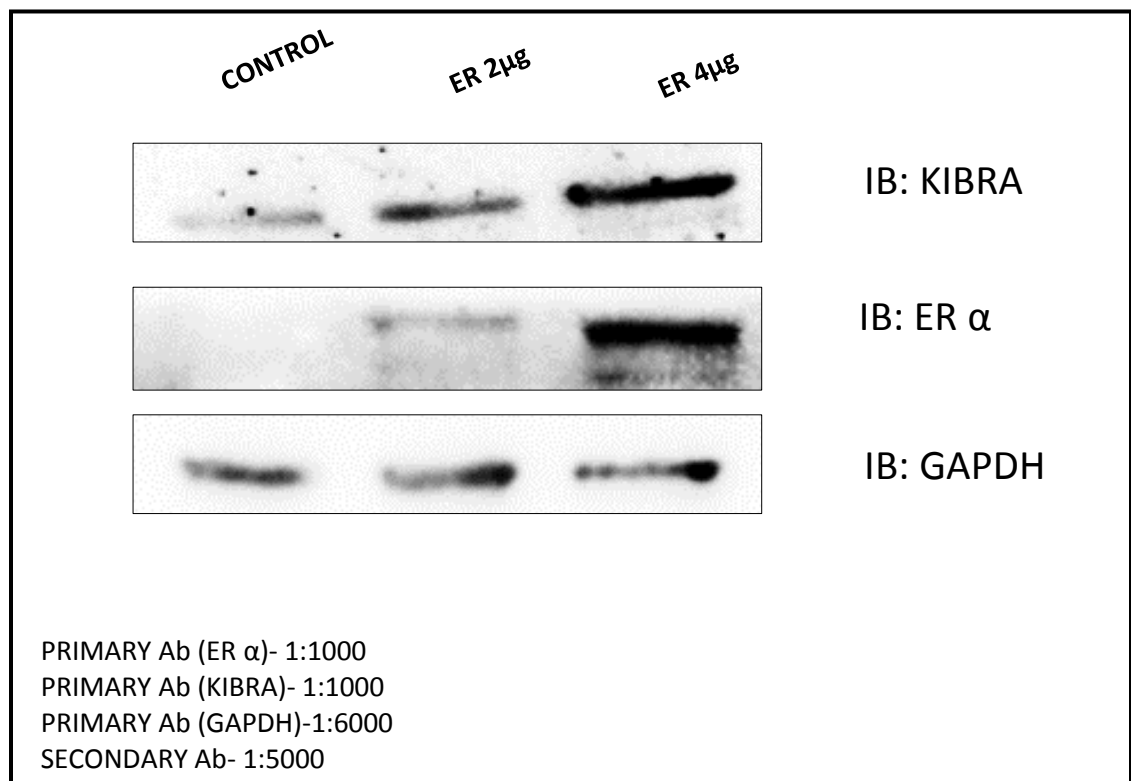 CONTROL
ER 2µg
ER 4µg
IB: KIBRA
IB: ER α
IB: GAPDH
PRIMARY Ab (ER α)- 1:1000
PRIMARY Ab (KIBRA)- 1:1000
PRIMARY Ab (GAPDH)-1:6000
SECONDARY Ab- 1:5000